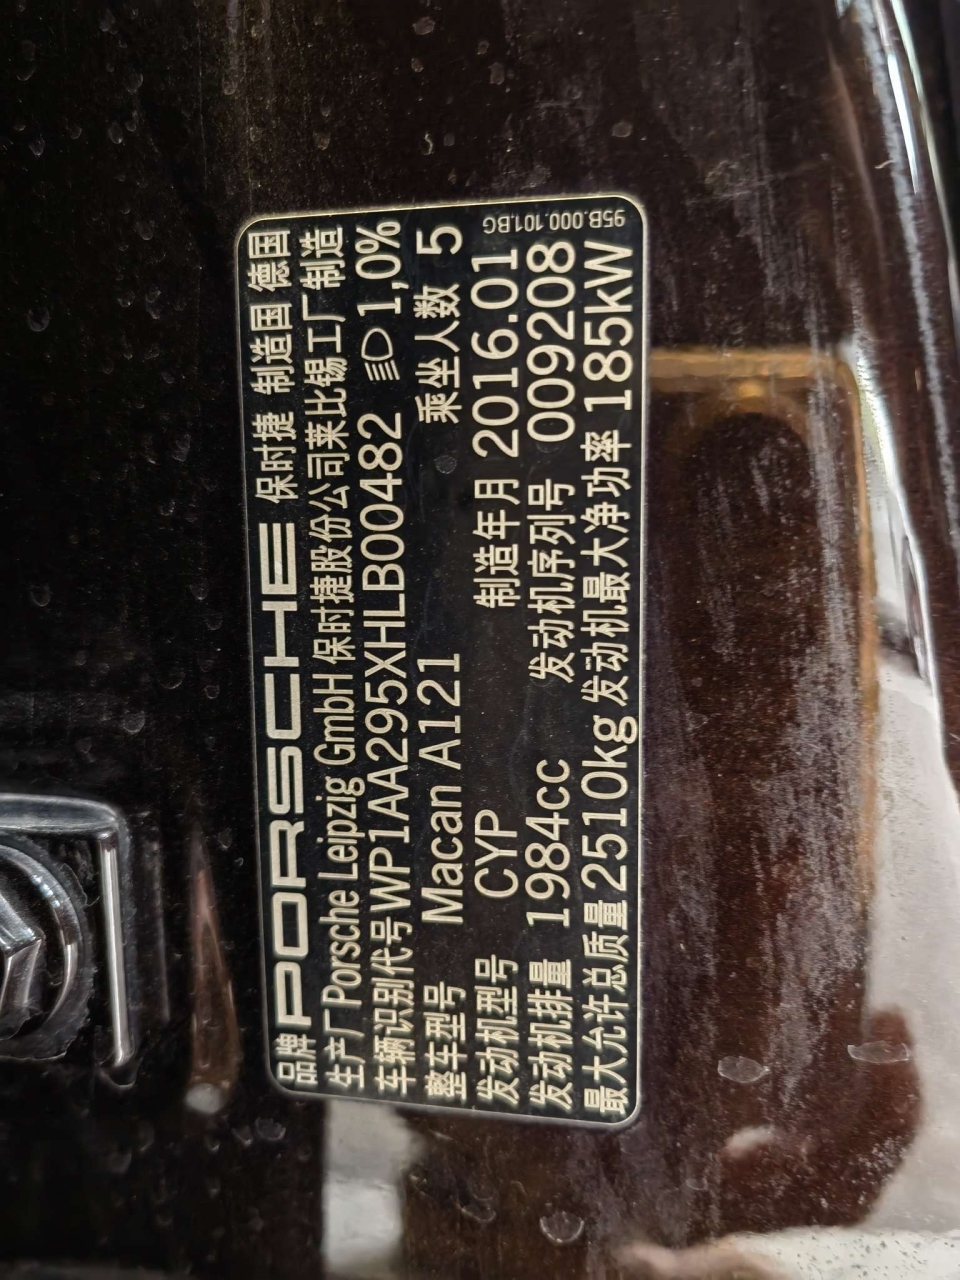 品牌 PORSCHE 保时捷 制造国 德国
生产厂 Porsche Leipzig GmbH 保时捷股份公司莱比锡工厂制造
车辆识别代号 WP1AA295XHLB00482 1,0%
整车型号 Macan A121 乘坐人数 5
发动机型号 CYP 制造年月 2016.01
发动机排量 1984cc 发动机序列号 009208
最大允许总质量 2510kg 发动机最大净功率 185kW
95B.000.101.BG